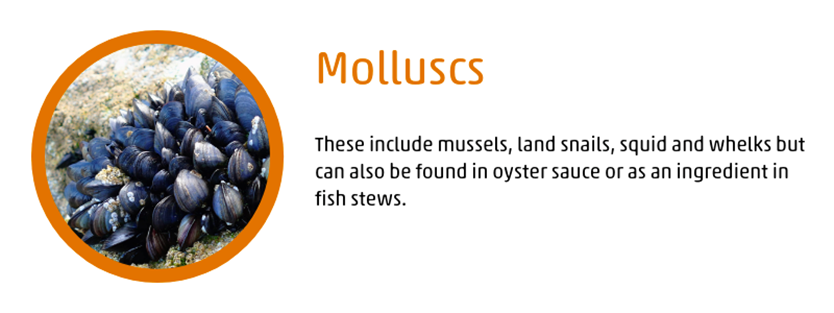 Molluscs
These include mussels, land snails, squid and whelks but
can also be found in oyster sauce or as an ingredient in
fish stews.